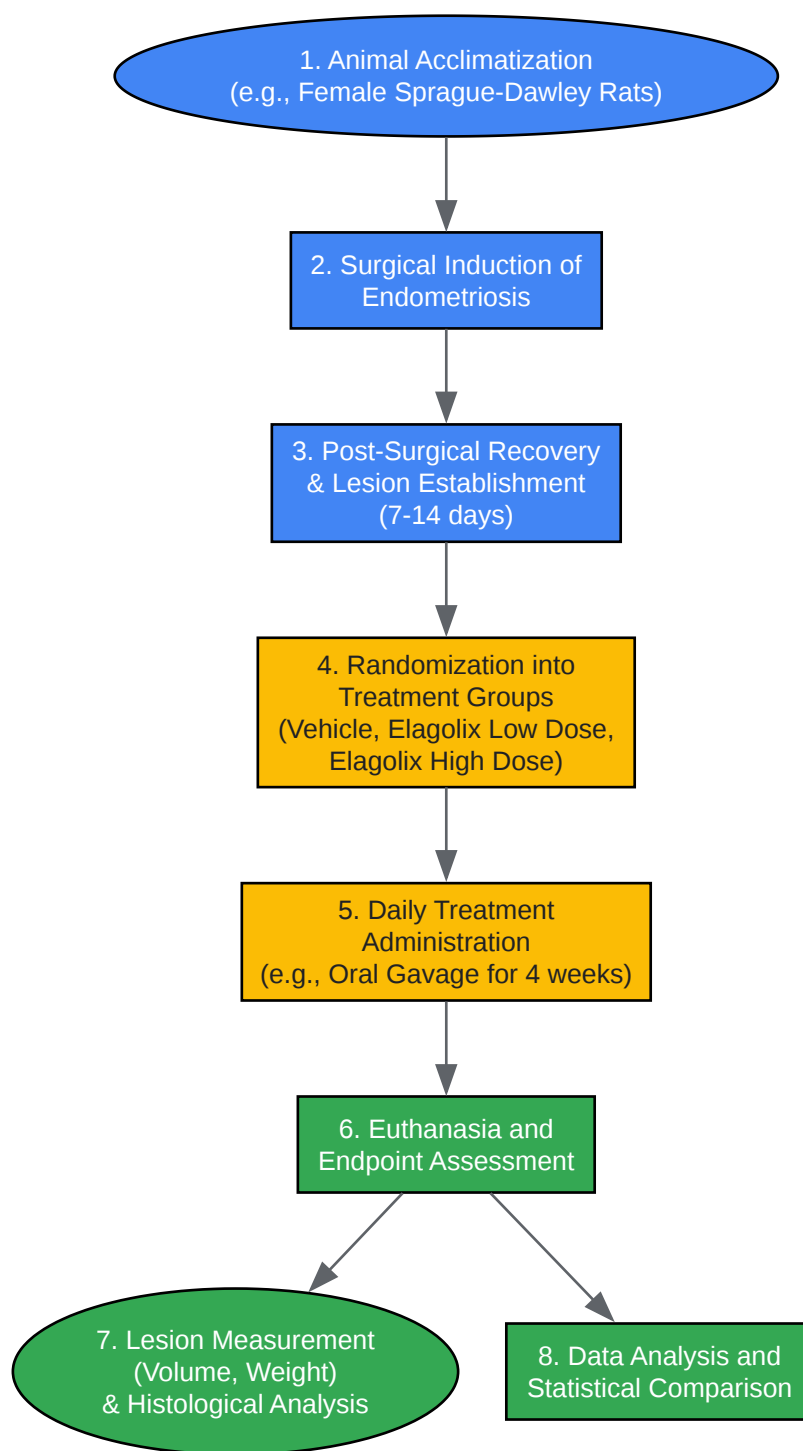 1. Animal Acclimatization
(e.g., Female Sprague-Dawley Rats)
2. Surgical Induction of
Endometriosis
3. Post-Surgical Recovery
& Lesion Establishment
(7-14 days)
4. Randomization into
Treatment Groups
(Vehicle, Elagolix Low Dose,
Elagolix High Dose)
5. Daily Treatment
Administration
(e.g., Oral Gavage for 4 weeks)
6. Euthanasia and
Endpoint Assessment
7. Lesion Measurement
(Volume, Weight)
& Histological Analysis
8. Data Analysis and
Statistical Comparison